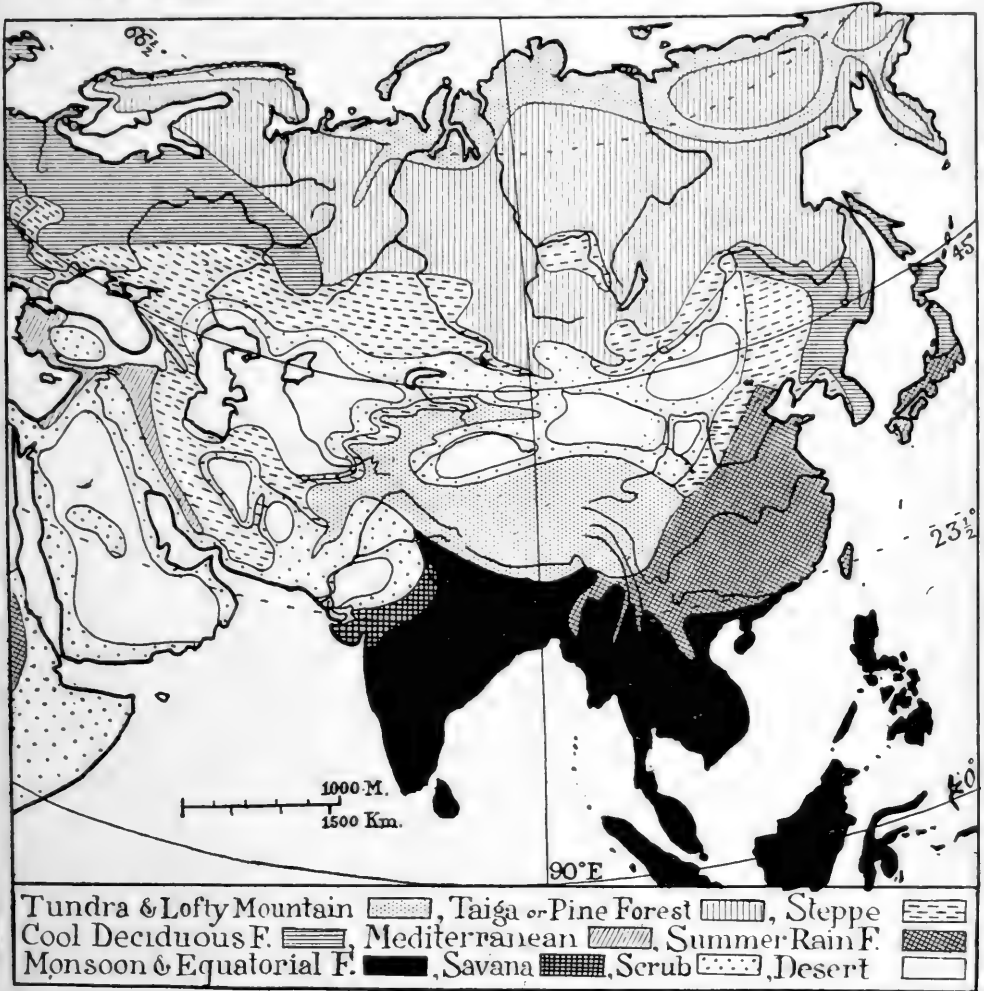 66½
45
23½°
1000 M.
1500 Km.
0°
90°E
Tundra & Lofty Mountain , Taiga or Pine Forest , Steppe
Cool Deciduous F. , Mediterranean , Summer Rain F.
Monsoon & Equatorial F. , Savana , Scrub , Desert